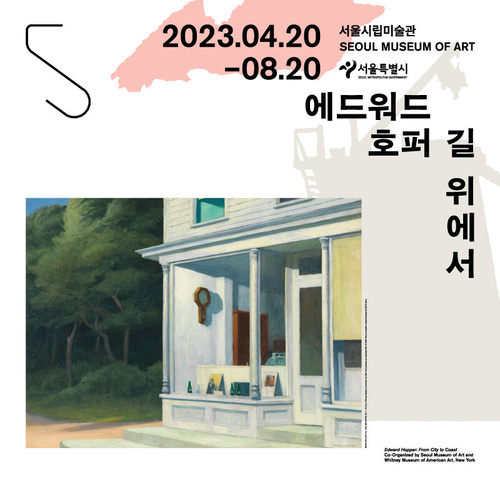 2023.04.20
–08.20
서울시립미술관
SEOUL MUSEUM OF ART
서울특별시
SEOUL METROPOLITAN GOVERNMENT
에드워드
호퍼 길
위에서
Edward Hopper: From City to Coast
Co-Organized by Seoul Museum of Art and
Whitney Museum of American Art, New York